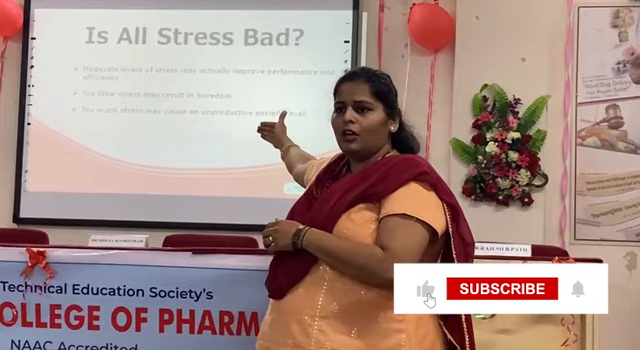 Is All Stress Bad?
Moderate levels of stress may actually improve performance and
efficiency
Too little stress may result in boredom
Too much stress may cause an unproductive anxiety level
R.RAJESH B.PATIL
Technical Education Society's
OLLEGE OF PHARM
NAAC Accredited
SUBSCRIBE